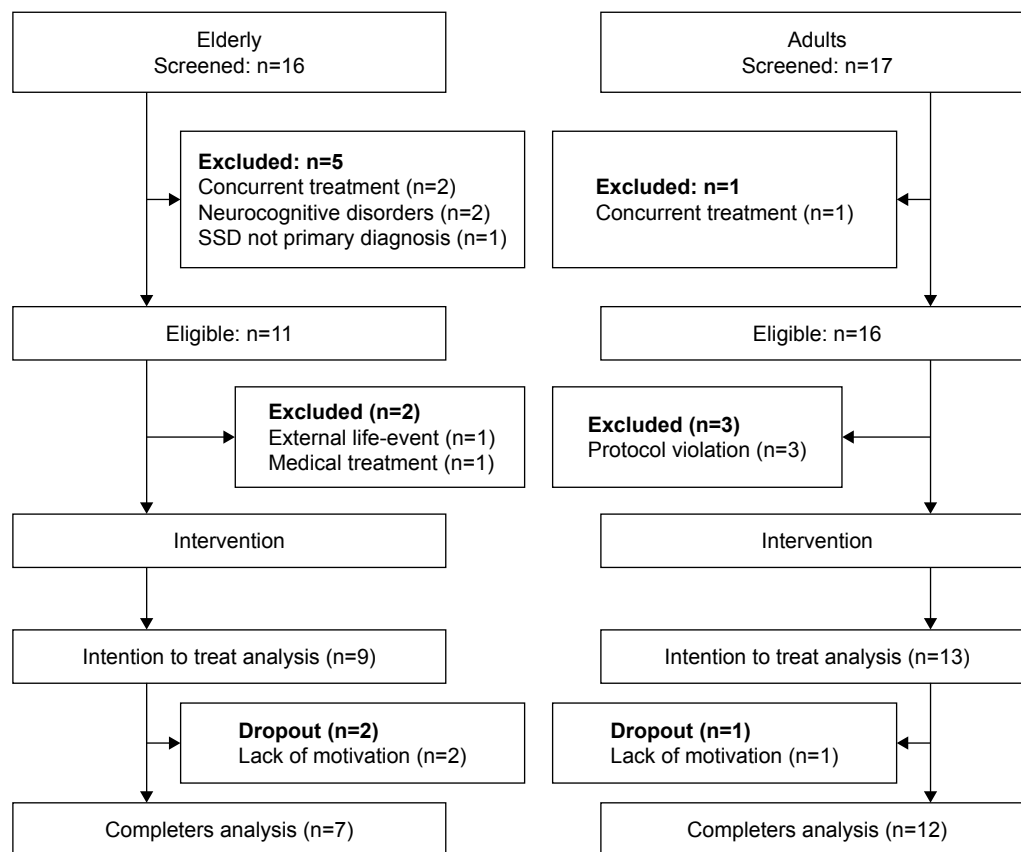 Elderly
Screened: n=16
Adults
Screened: n=17
Excluded: n=5
Concurrent treatment (n=2)
Neurocognitive disorders (n=2)
SSD not primary diagnosis (n=1)
Excluded: n=1
Concurrent treatment (n=1)
Eligible: n=11
Eligible: n=16
Excluded (n=2)
External life-event (n=1)
Medical treatment (n=1)
Excluded (n=3)
Protocol violation (n=3)
Intervention
Intervention
Intention to treat analysis (n=9)
Intention to treat analysis (n=13)
Dropout (n=2)
Lack of motivation (n=2)
Dropout (n=1)
Lack of motivation (n=1)
Completers analysis (n=7)
Completers analysis (n=12)